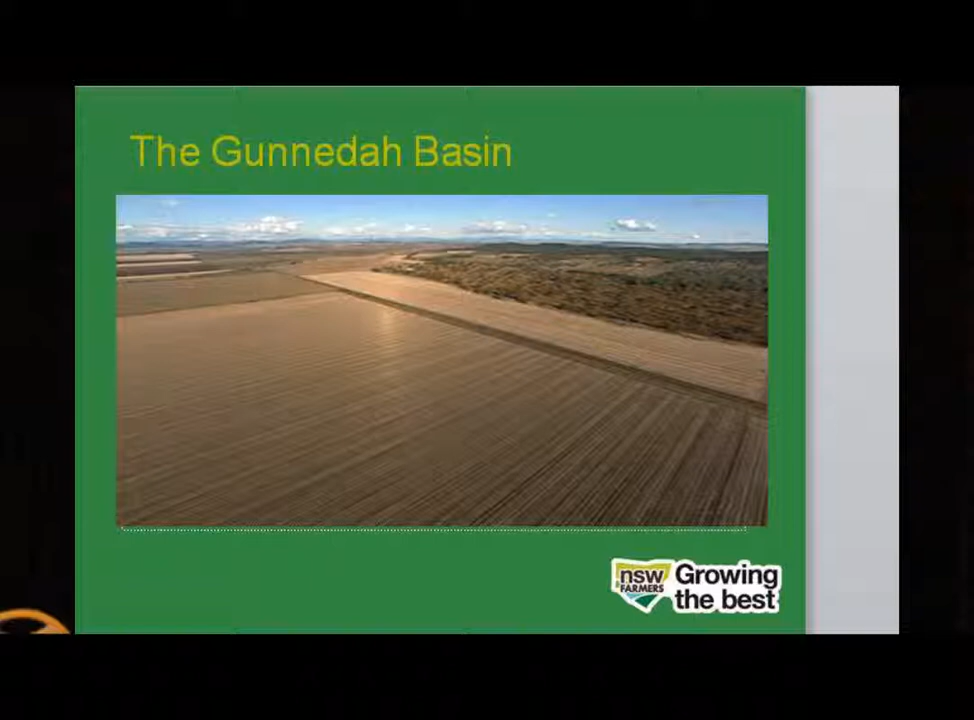 The Gunnedah Basin
nsw
FARMERS
Growing
the best